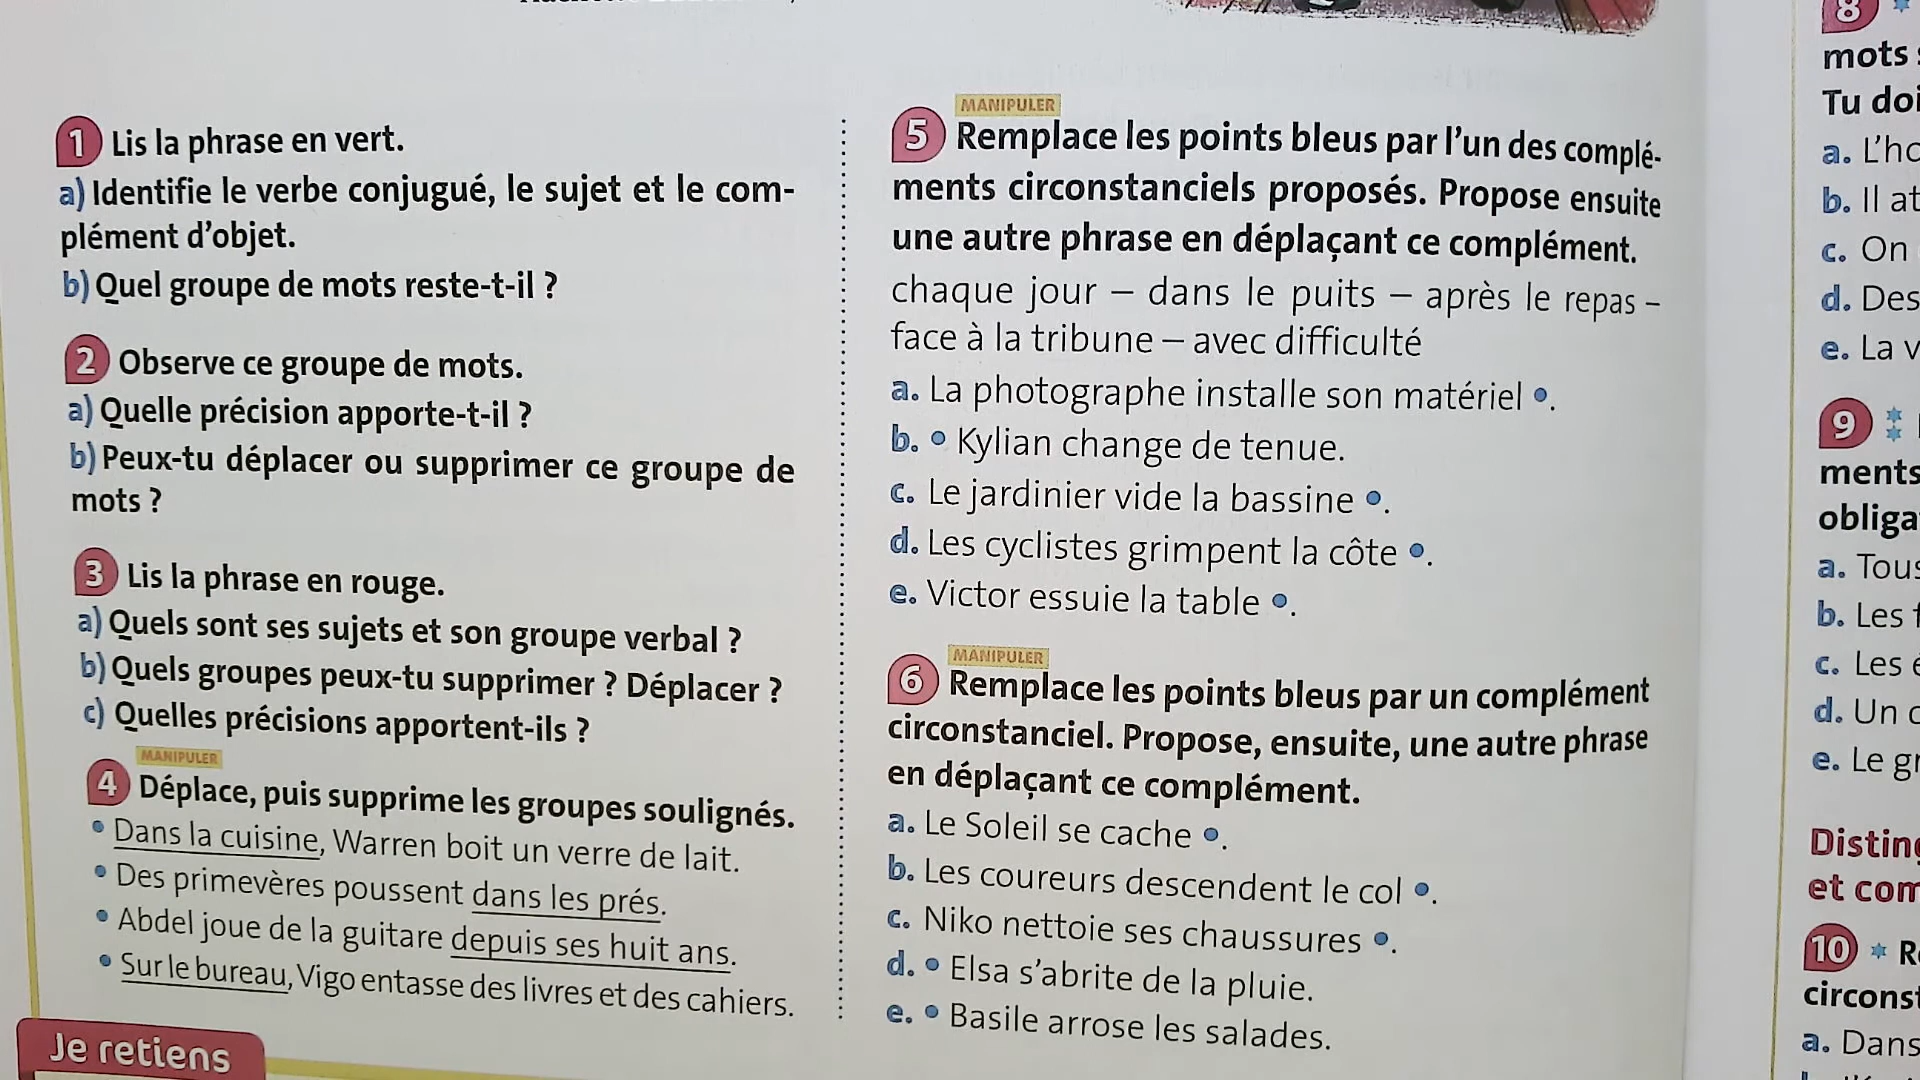 1 Lis la phrase en vert.
a) Identifie le verbe conjugué, le sujet et le com-
plément d'objet.
b) Quel groupe de mots reste-t-il ?
2 Observe ce groupe de mots.
a) Quelle précision apporte-t-il ?
b) Peux-tu déplacer ou supprimer ce groupe de
mots ?
3 Lis la phrase en rouge.
a) Quels sont ses sujets et son groupe verbal ?
b) Quels groupes peux-tu supprimer ? Déplacer ?
c) Quelles précisions apportent-ils ?
MANIPULER
4 Déplace, puis supprime les groupes soulignés.
• Dans la cuisine, Warren boit un verre de lait.
• Des primevères poussent dans les prés.
• Abdel joue de la guitare depuis ses huit ans.
• Sur le bureau, Vigo entasse des livres et des cahiers.
Je retiens
MANIPULER
5 Remplace les points bleus par l'un des complé-
ments circonstanciels proposés. Propose ensuite
une autre phrase en déplaçant ce complément.
chaque jour – dans le puits – après le repas –
face à la tribune – avec difficulté
a. La photographe installe son matériel •.
b. • Kylian change de tenue.
c. Le jardinier vide la bassine •.
d. Les cyclistes grimpent la côte •.
e. Victor essuie la table •.
MANIPULER
6 Remplace les points bleus par un complément
circonstanciel. Propose, ensuite, une autre phrase
en déplaçant ce complément.
a. Le Soleil se cache •.
b. Les coureurs descendent le col •.
c. Niko nettoie ses chaussures •.
d. • Elsa s'abrite de la pluie.
e. • Basile arrose les salades.
8 *
mots
Tu doi
a. L'ho
b. Il at
c. On
d. Des
e. La v
9
ments
obliga
a. Tous
b. Les
c. Les
d. Un
e. Le gr
Disting
et com
10 * Re
circonst
a. Dans